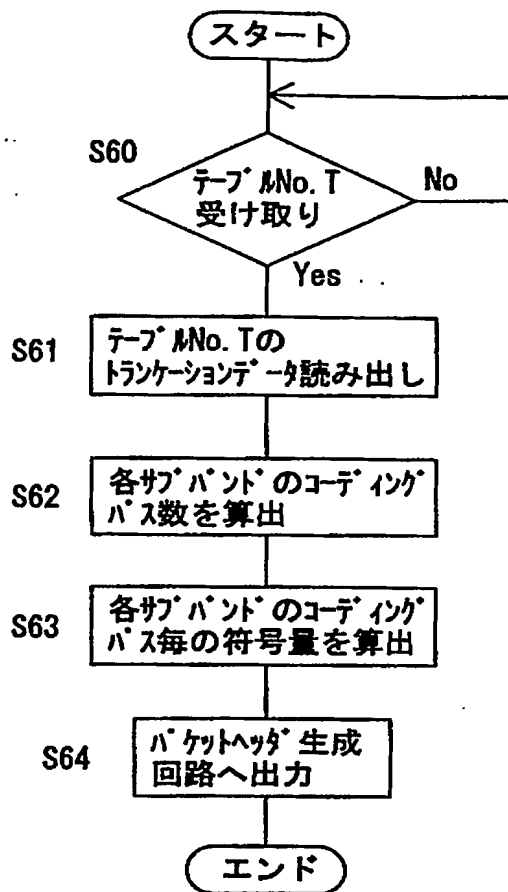 スタート
S60
テーブルNo.T
受け取り
No
Yes
S61
テーブルNo.Tの
トランケーションデータ読み出し
S62
各サブバンドのコーディング
パス数を算出
S63
各サブバンドのコーディング
パス毎の符号量を算出
S64
パケットヘッダ生成
回路へ出力
エンド